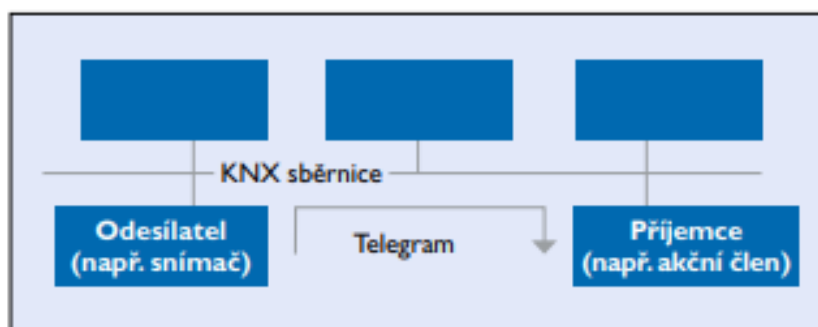 KNX sběrnice
Odesílatel
(např. snímač)
Telegram
Příjemce
(např. akční člen)